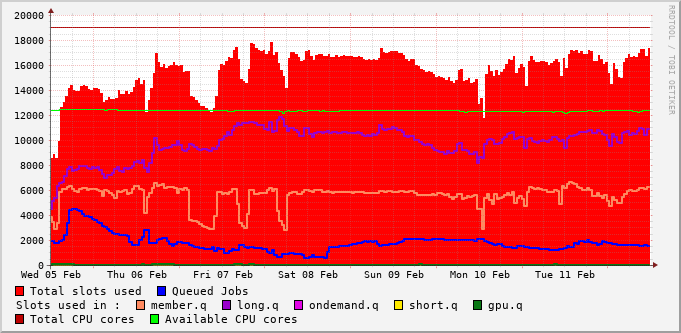 20000
18000
16000
14000
12000
10000
8000
6000
4000
2000
0
Wed 05 Feb Thu 06 Feb Fri 07 Feb Sat 08 Feb Sun 09 Feb Mon 10 Feb Tue 11 Feb
Total slots used Queued Jobs
Slots used in : member.q long.q ondemand.q short.q gpu.q
Total CPU cores Available CPU cores
RRDTOOL / TOBI OETIKER